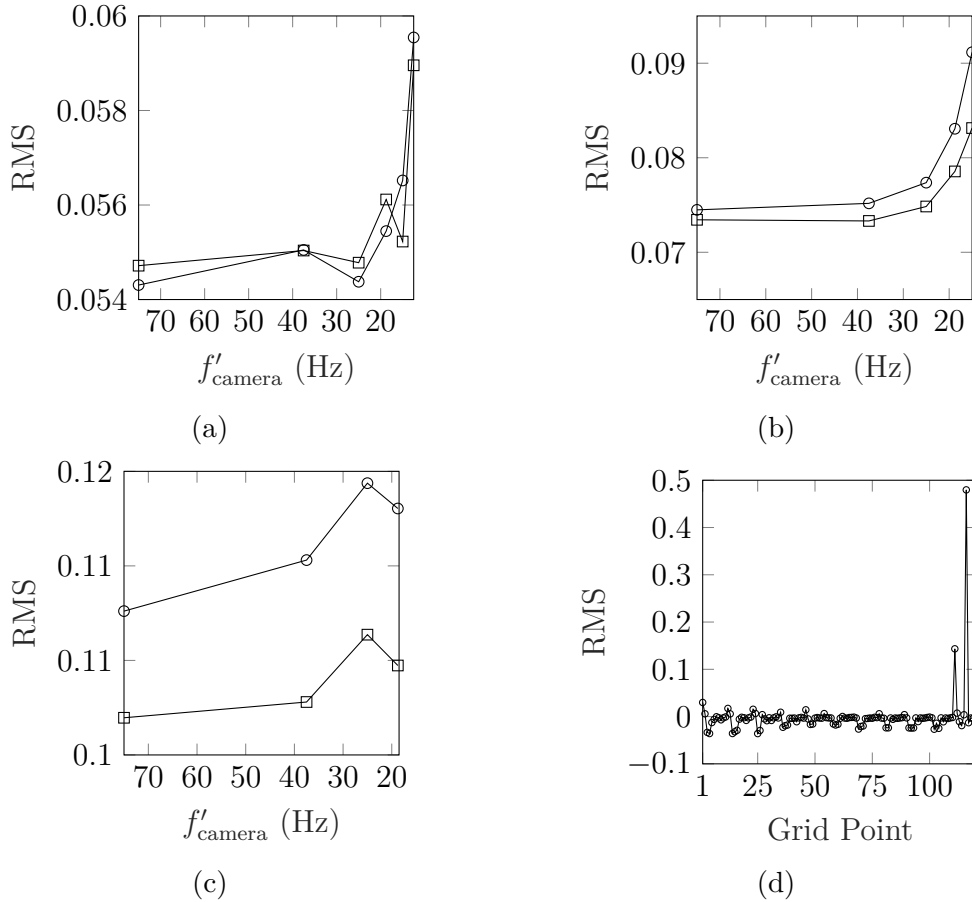 0.06
0.058
0.056
0.054
RMS
70 60 50 40 30 20
f′camera (Hz)
(a)
0.09
0.08
0.07
RMS
70 60 50 40 30 20
f′camera (Hz)
(b)
0.12
0.11
0.11
0.1
RMS
70 60 50 40 30 20
f′camera (Hz)
(c)
0.5
0.4
0.3
0.2
0.1
0
−0.1
RMS
1 25 50 75 100
Grid Point
(d)